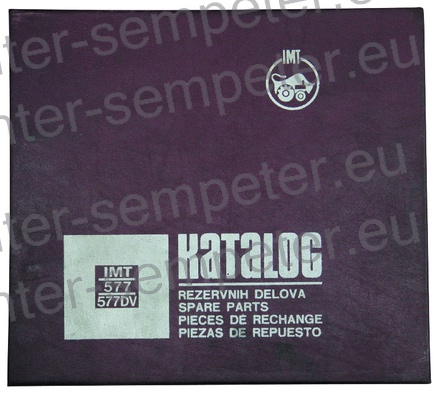 nter-sempeter.eu
IMT
nter-sempeter.eu
nter-sempeter.eu
KATALOG
IMT
577
577DV
REZERVNIH DELOVA
SPARE PARTS
PIECES DE RECHANGE
PIEZAS DE REPUESTO
nter-sempeter.eu